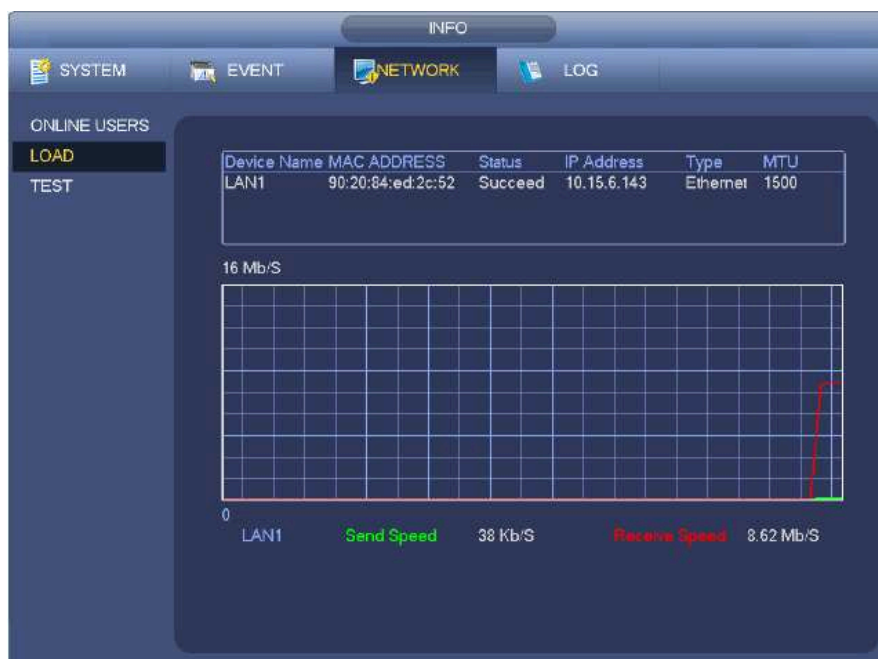 INFO
SYSTEM EVENT NETWORK LOG
ONLINE USERS
LOAD
TEST
Device Name MAC ADDRESS Status IP Address Type MTU
LAN1 90:20:84:ed:2c:52 Succeed 10.15.6.143 Ethernet 1500
16 Mb/S
0
LAN1 Send Speed 38 Kb/S Receive Speed 8.62 Mb/S